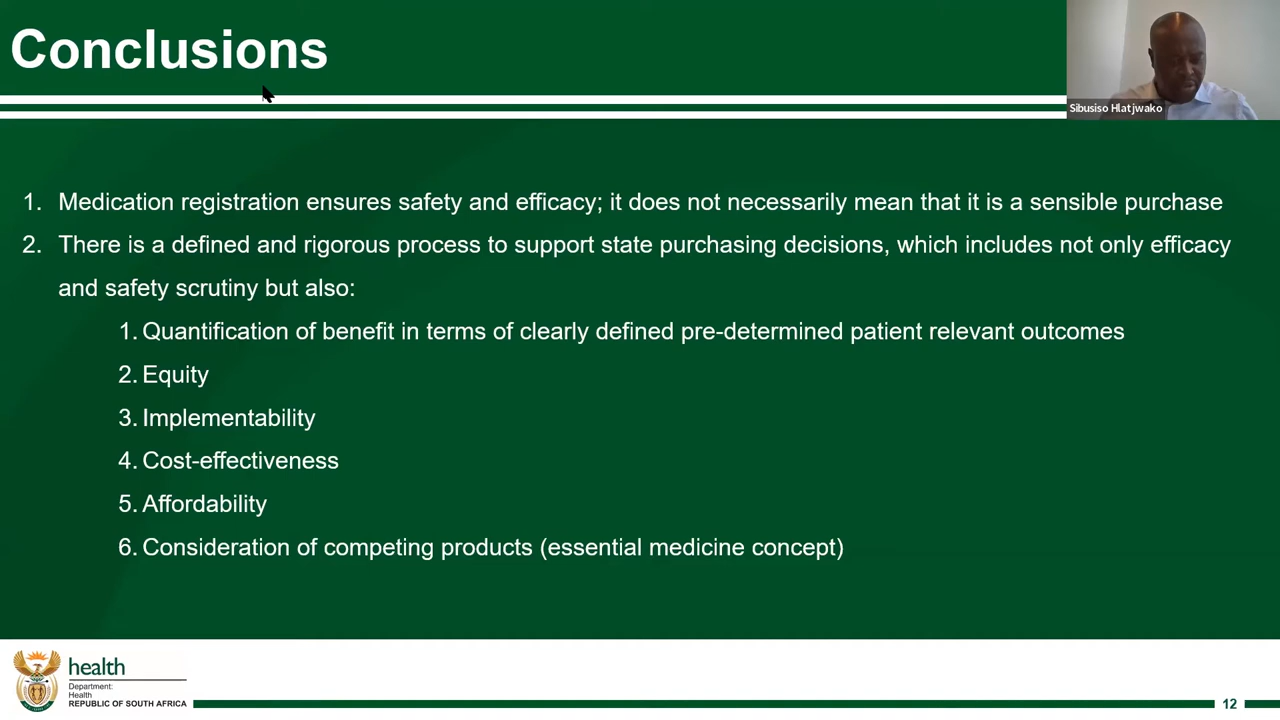 Conclusions
Sibusiso Hlatjwako
1. Medication registration ensures safety and efficacy; it does not necessarily mean that it is a sensible purchase
2. There is a defined and rigorous process to support state purchasing decisions, which includes not only efficacy
and safety scrutiny but also:
1. Quantification of benefit in terms of clearly defined pre-determined patient relevant outcomes
2. Equity
3. Implementability
4. Cost-effectiveness
5. Affordability
6. Consideration of competing products (essential medicine concept)
health
Department:
Health
REPUBLIC OF SOUTH AFRICA
12